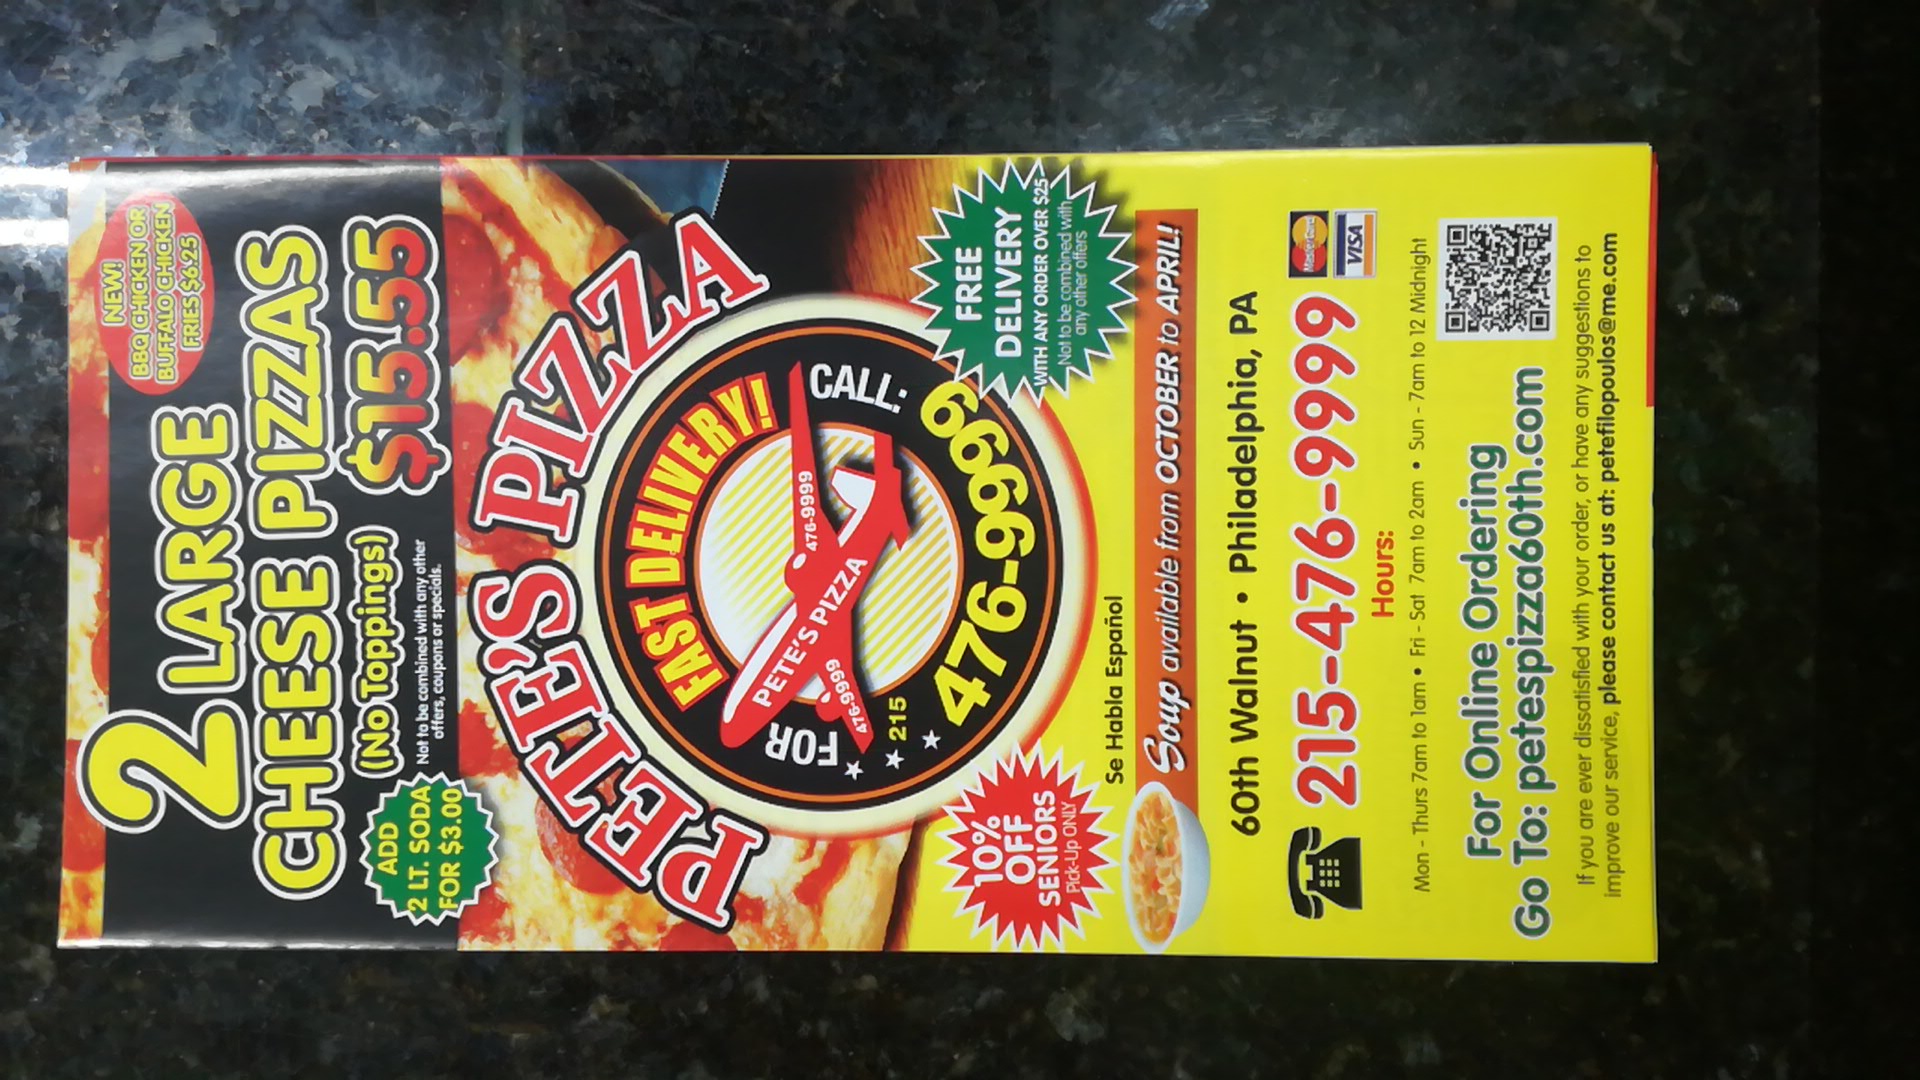 NEW!
BBQ CHICKEN OR
BUFFALO CHICKEN
FRIES $6.25
2 LARGE
CHEESE PIZZAS
(No Toppings) $15.55
Not to be combined with any other
offers, coupons or specials.
ADD
2 LT. SODA
FOR $3.00
PETE'S PIZZA
FOR FAST DELIVERY! CALL:
PETE'S PIZZA
476-9999
476-9999
215
476-9999
10%
OFF
SENIORS
Pick-Up ONLY
FREE
DELIVERY
WITH ANY ORDER OVER $25
Not to be combined with
any other offers
Se Habla Español
Soup available from OCTOBER to APRIL!
60th Walnut • Philadelphia, PA
215-476-9999
MasterCard
VISA
Hours:
Mon - Thurs 7am to 1am • Fri - Sat 7am to 2am • Sun - 7am to 12 Midnight
For Online Ordering
Go To: petespizza60th.com
If you are ever dissatisfied with your order, or have any suggestions to
improve our service, please contact us at: petefilopoulos@me.com